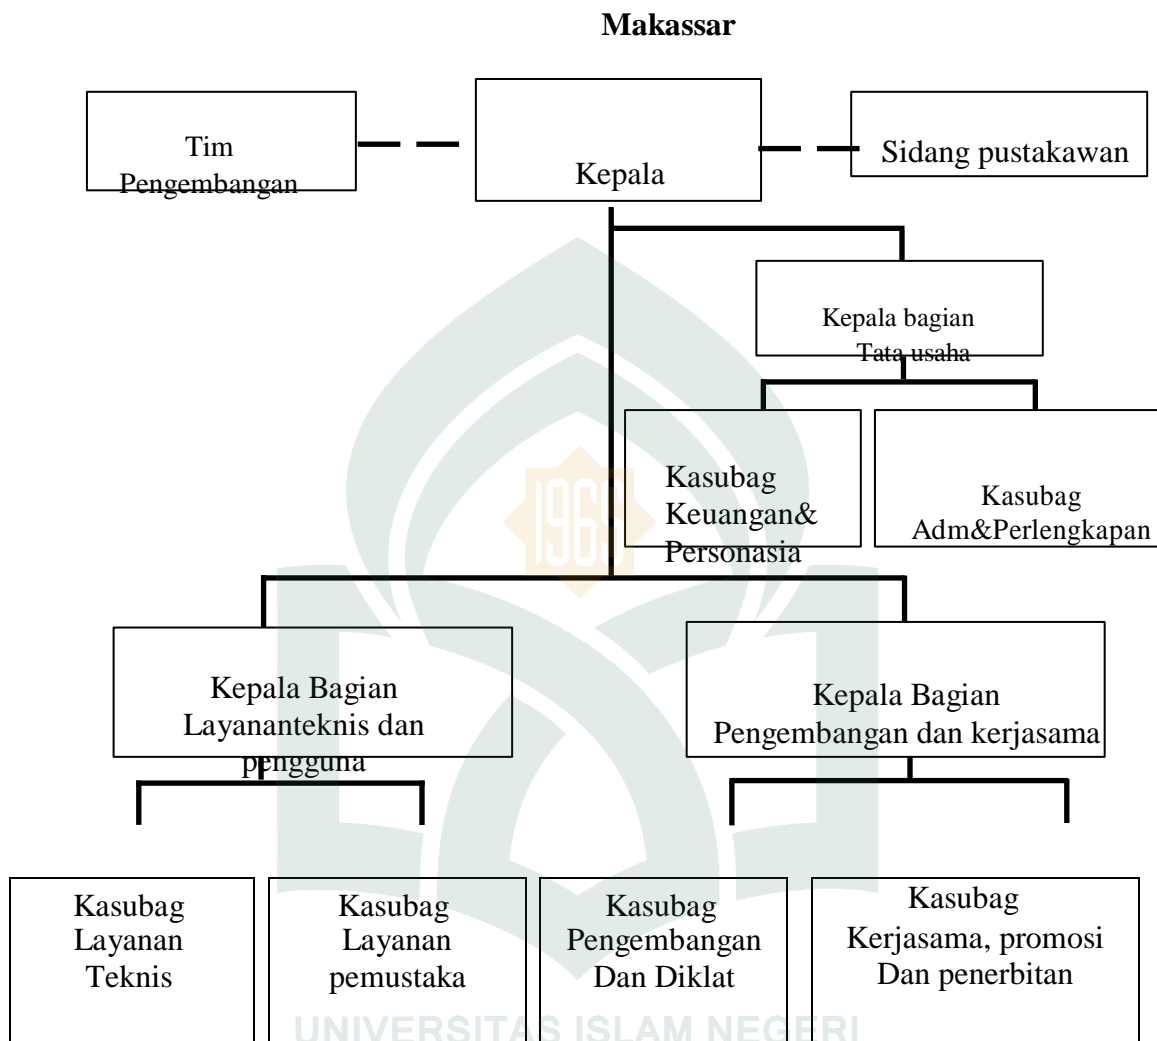 Makassar
Tim
Pengembangan
Kepala
Sidang pustakawan
Kepala bagian
Tata usaha
Kasubag
Keuangan&
Personasia
Kasubag
Adm&Perlengkapan
1965
Kepala Bagian
Layananteknis dan
pengguna
Kepala Bagian
Pengembangan dan kerjasama
Kasubag
Layanan
Teknis
Kasubag
Layanan
pemustaka
Kasubag
Pengembangan
Dan Diklat
Kasubag
Kerjasama, promosi
Dan penerbitan
UNIVERSITAS ISLAM NEGERI